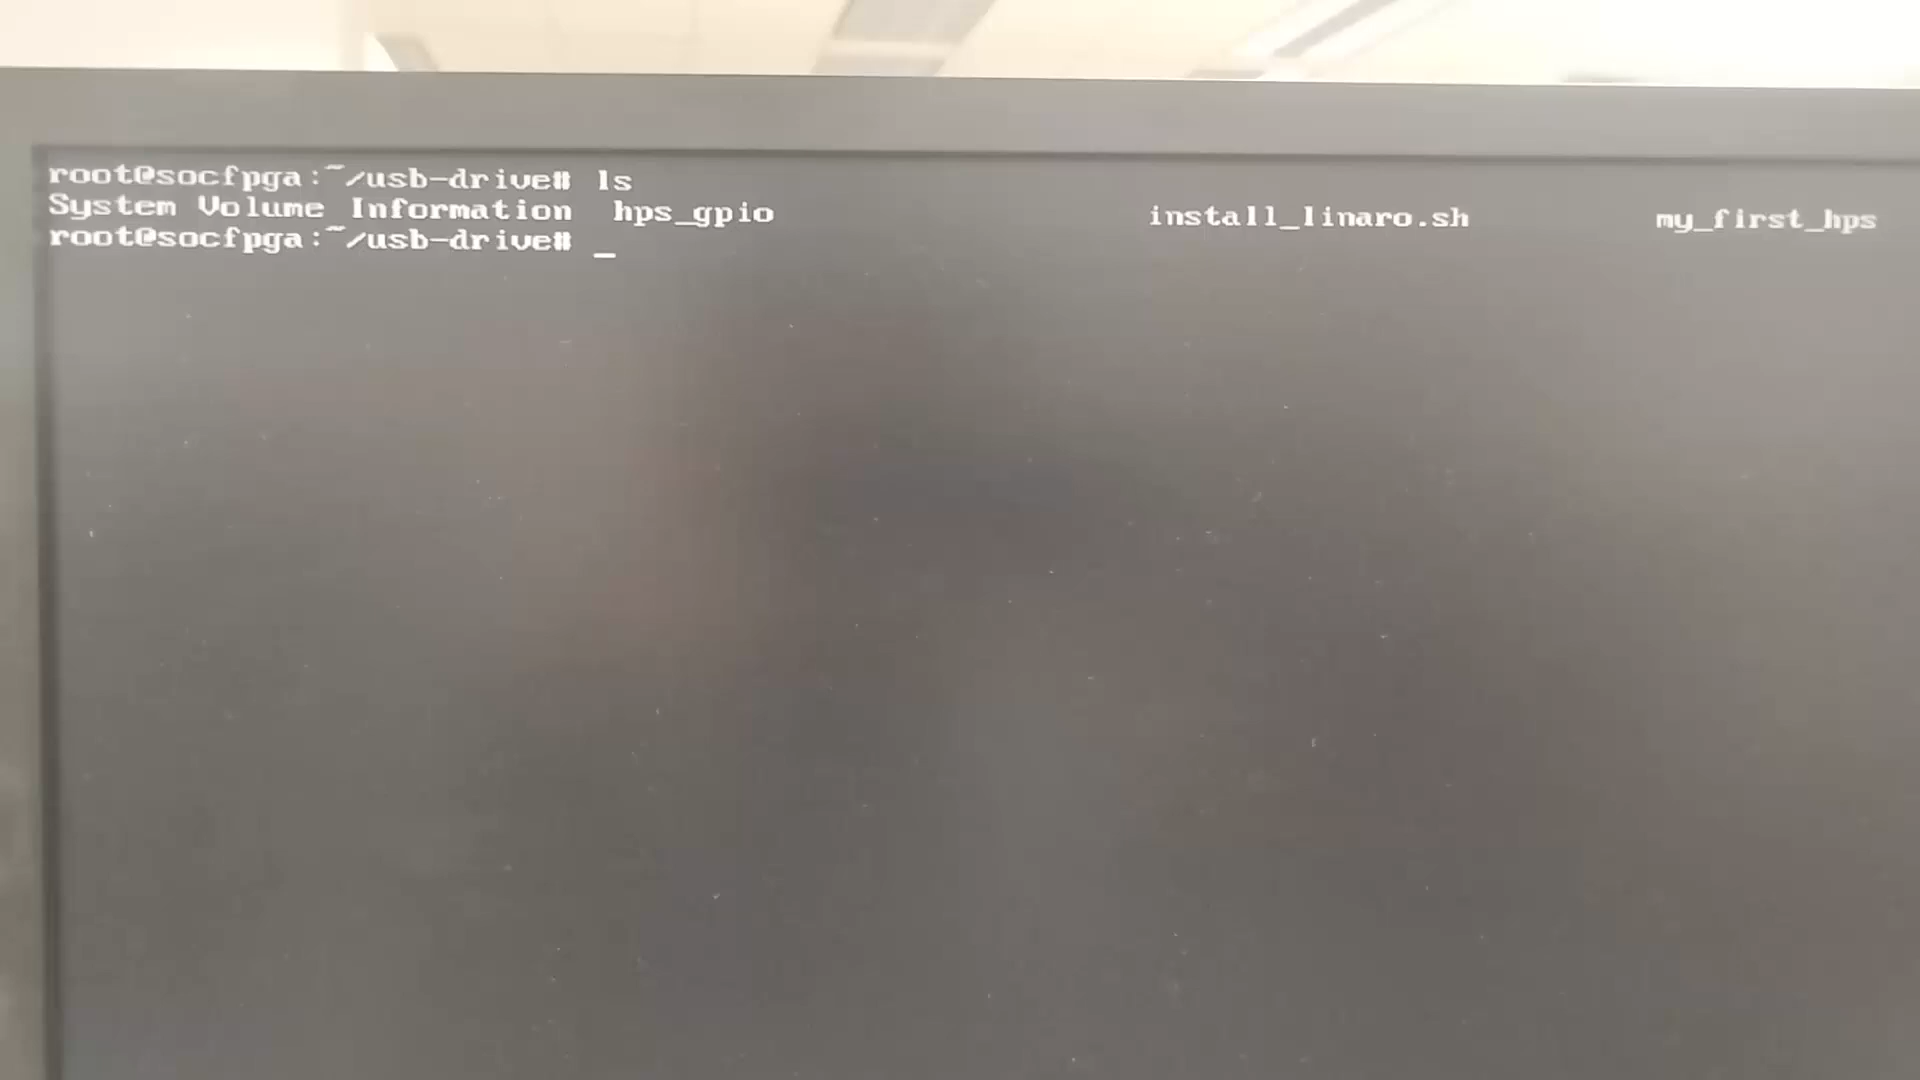 root@socfpga:~/usb-drive# ls
System Volume Information  hps_gpio  install_linaro.sh  my_first_hps
root@socfpga:~/usb-drive# _